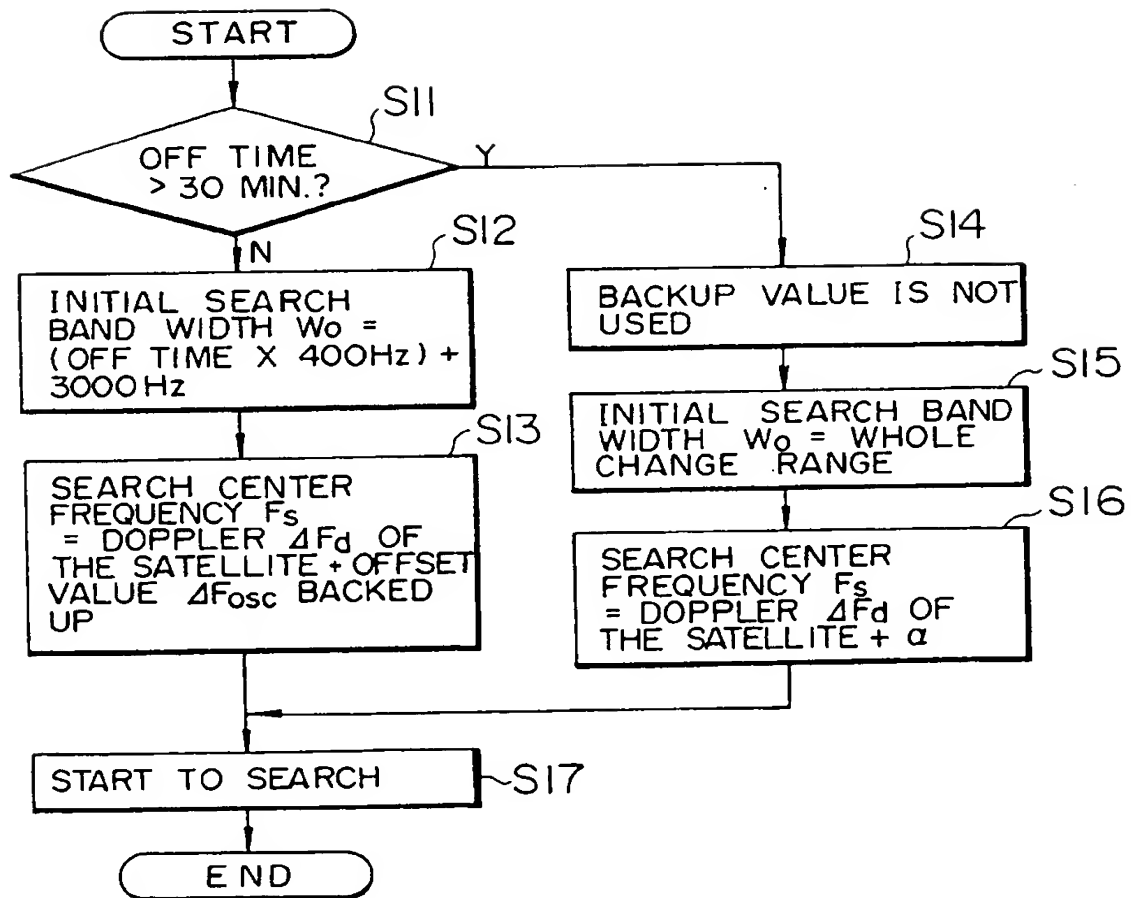 START
S11
OFF TIME
> 30 MIN.?
Y
N
S12
INITIAL SEARCH
BAND WIDTH Wo =
(OFF TIME X 400Hz) +
3000Hz
S13
SEARCH CENTER
FREQUENCY Fs
= DOPPLER ΔFd OF
THE SATELLITE + OFFSET
VALUE ΔFosc BACKED
UP
S14
BACKUP VALUE IS NOT
USED
S15
INITIAL SEARCH BAND
WIDTH Wo = WHOLE
CHANGE RANGE
S16
SEARCH CENTER
FREQUENCY Fs
= DOPPLER ΔFd OF
THE SATELLITE + α
START TO SEARCH
S17
END